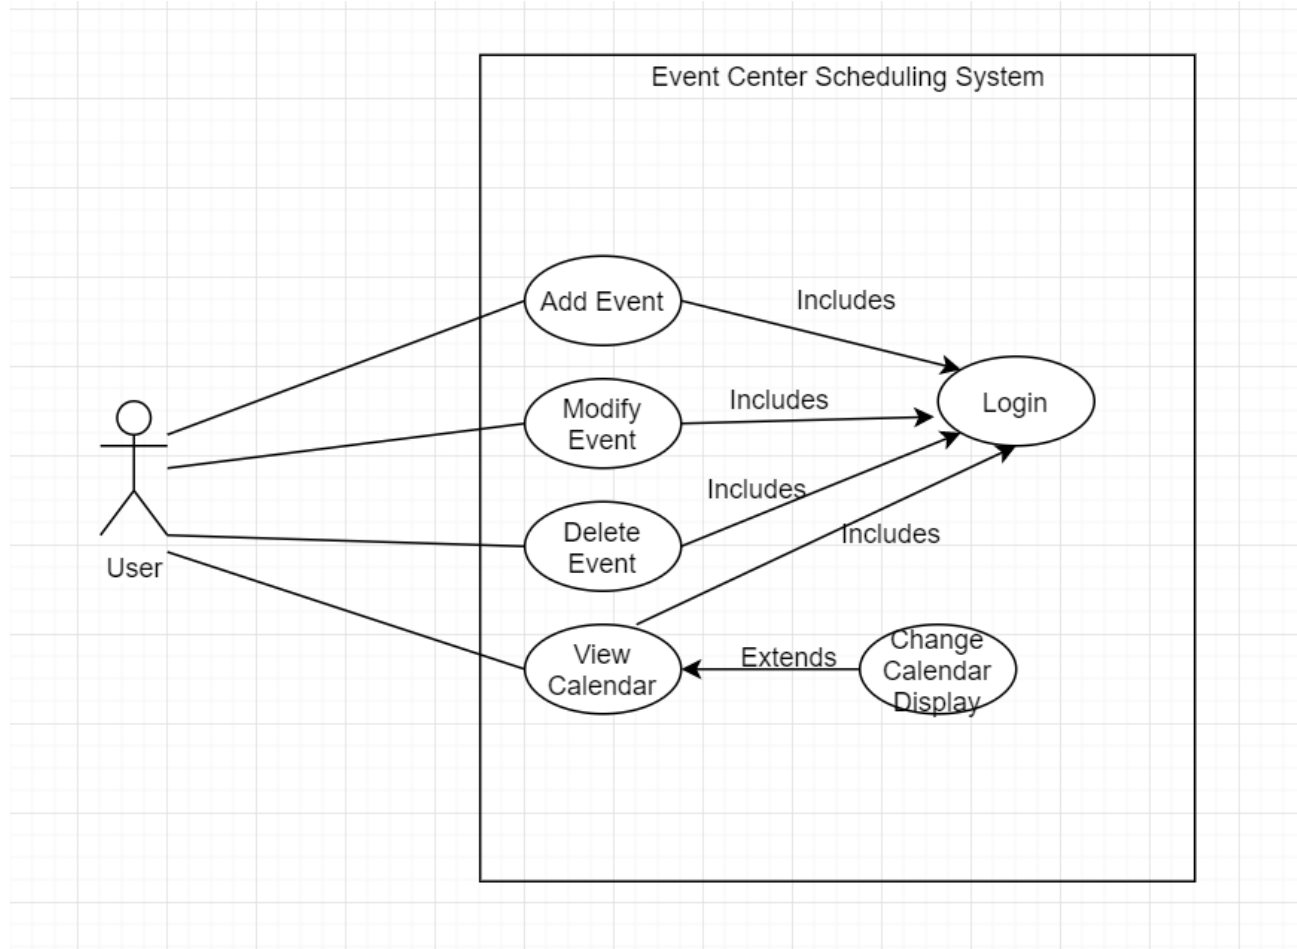 Event Center Scheduling System
Add Event
Includes
Login
Modify
Event
Includes
Delete
Event
Includes
Includes
User
View
Calendar
Extends
Change
Calendar
Display